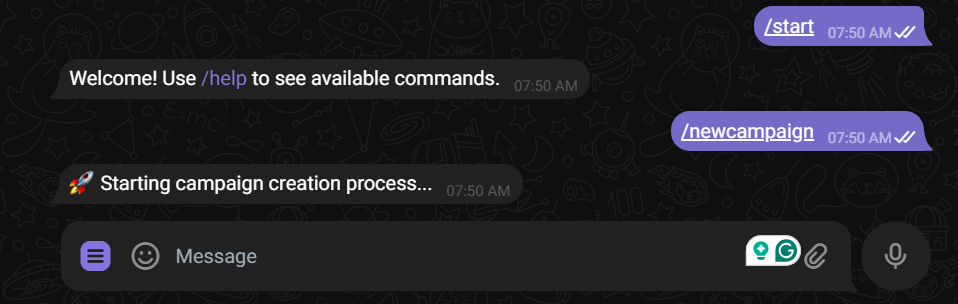 /start 07:50 AM
Welcome! Use /help to see available commands. 07:50 AM
/newcampaign 07:50 AM
🚀 Starting campaign creation process... 07:50 AM
Message